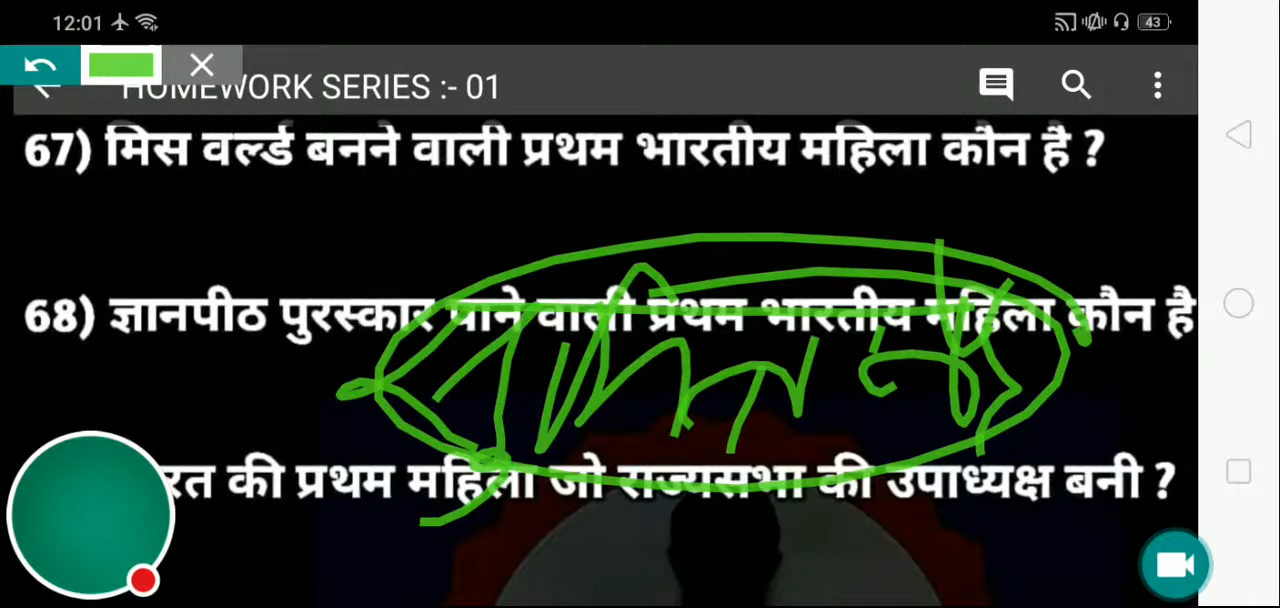 12:01
43
HOMEWORK SERIES :- 01
67) मिस वर्ल्ड बनने वाली प्रथम भारतीय महिला कौन है ?
68) ज्ञानपीठ पुरस्कार पाने वाली प्रथम भारतीय महिला कौन है
रत की प्रथम महिला जो राज्यसभा की उपाध्यक्ष बनी ?